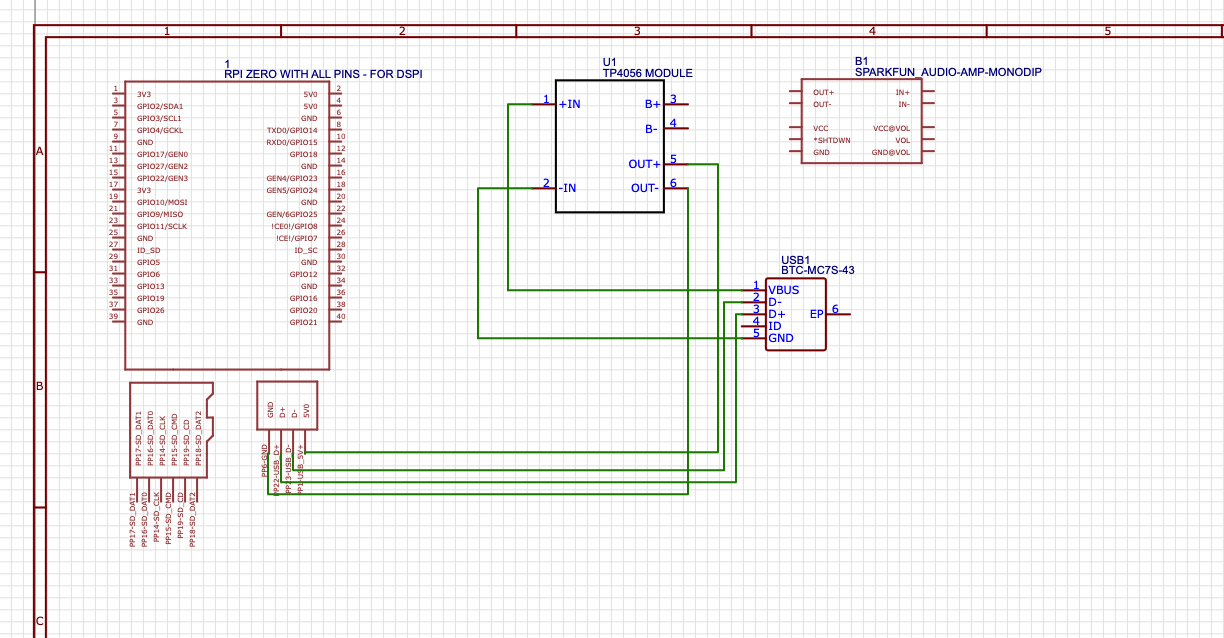 1 2 3 4 5
A
B
C
1
RPI ZERO WITH ALL PINS - FOR DSPI
1 3V3 5V0 2
3 GPIO2/SDA1 5V0 4
5 GPIO3/SCL1 GND 6
7 GPIO4/GCKL TXD0/GPIO14 8
9 GND RXD0/GPIO15 10
11 GPIO17/GEN0 GPIO18 12
13 GPIO27/GEN2 GND 14
15 GPIO22/GEN3 GEN4/GPIO23 16
17 3V3 GEN5/GPIO24 18
19 GPIO10/MOSI GND 20
21 GPIO9/MISO GEN/6GPIO25 22
23 GPIO11/SCLK !CE0!/GPIO8 24
25 GND !CE!/GPIO7 26
27 ID_SD ID_SC 28
29 GPIO5 GND 30
31 GPIO6 GPIO12 32
33 GPIO13 GND 34
35 GPIO19 GPIO16 36
37 GPIO26 GPIO20 38
39 GND GPIO21 40
PP17-SD_DAT1
PP16-SD_DAT0
PP14-SD_CLK
PP15-SD_CMD
PP19-SD_CD
PP18-SD_DAT2
PP17-SD_DAT1
PP16-SD_DAT0
PP14-SD_CLK
PP15-SD_CMD
PP19-SD_CD
PP18-SD_DAT2
GND
D+
D-
5V0
PP6-GND
PP22-USB_D+
PP23-USB_D-
PP1-USB_5V+
U1
TP4056 MODULE
1 +IN B+ 3
B- 4
OUT+ 5
2 -IN OUT- 6
B1
SPARKFUN_AUDIO-AMP-MONODIP
OUT+ IN+
OUT- IN-
VCC VCC@VOL
*SHTDWN VOL
GND GND@VOL
USB1
BTC-MC7S-43
1 VBUS
2 D-
3 D+ EP 6
4 ID
5 GND